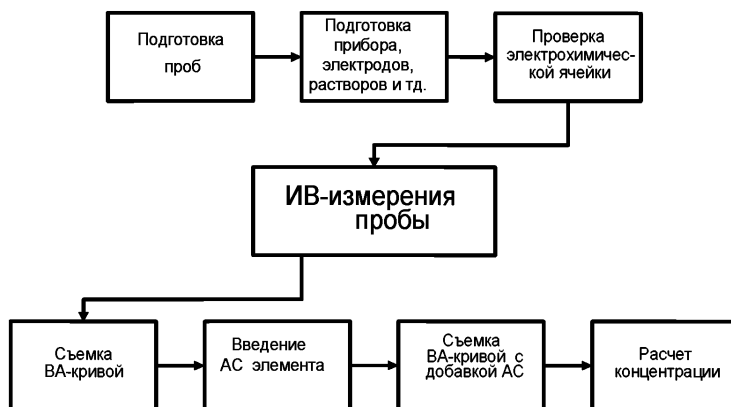 Подготовка
проб
Подготовка
прибора,
электродов,
растворов и тд.
Проверка
электрохимичес-
кой ячейки
ИВ-измерения
пробы
Съемка
ВА-кривой
Введение
АС элемента
Съемка
ВА-кривой с
добавкой АС
Расчет
концентрации